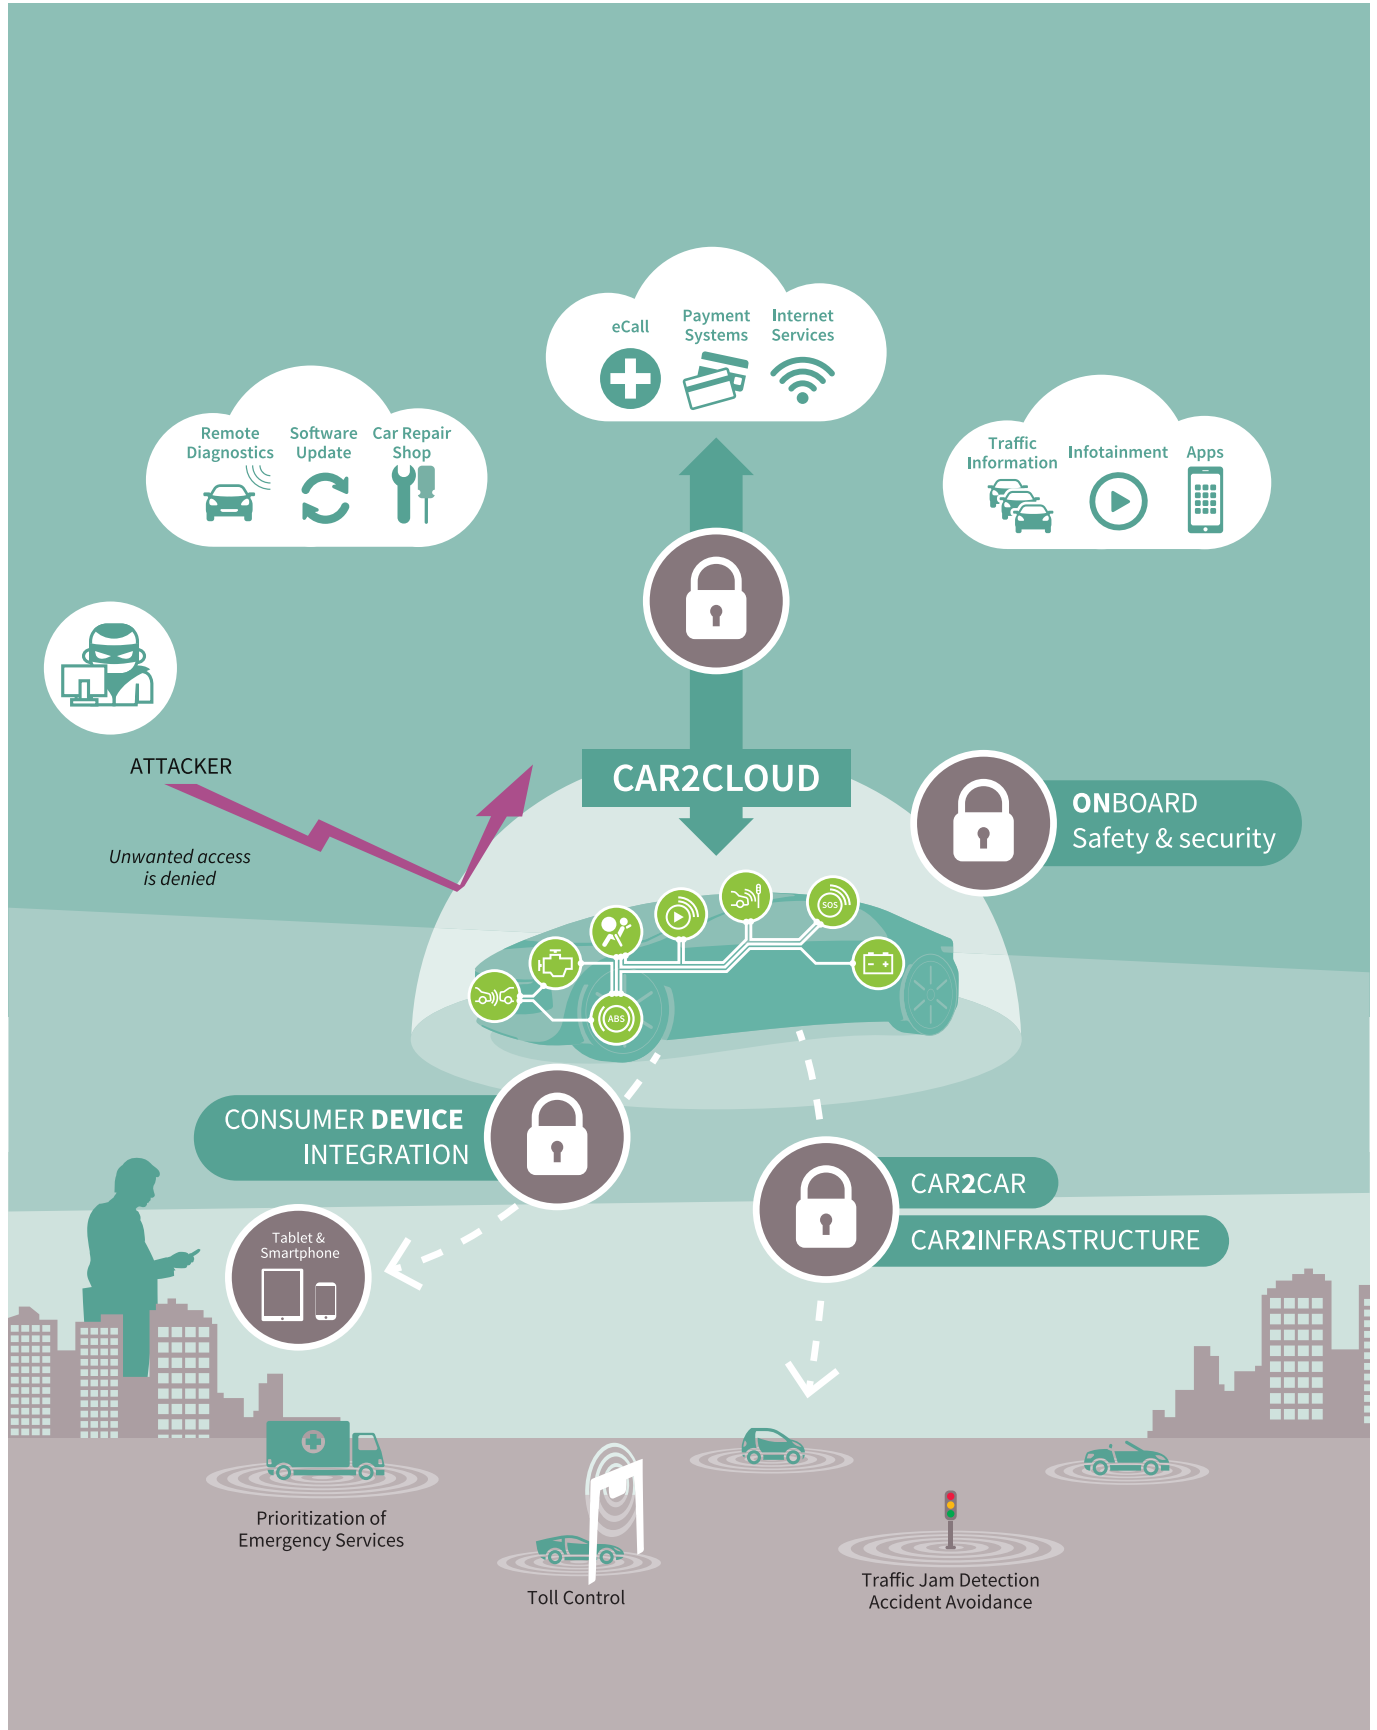 eCall
Payment
Systems
Internet
Services
Remote
Diagnostics
Software
Update
Car Repair
Shop
Traffic
Information
Infotainment
Apps
ATTACKER
Unwanted access
is denied
CAR2CLOUD
ONBOARD
Safety & security
SOS
ABS
CONSUMER DEVICE
INTEGRATION
Tablet &
Smartphone
CAR2CAR
CAR2INFRASTRUCTURE
Prioritization of
Emergency Services
Toll Control
Traffic Jam Detection
Accident Avoidance